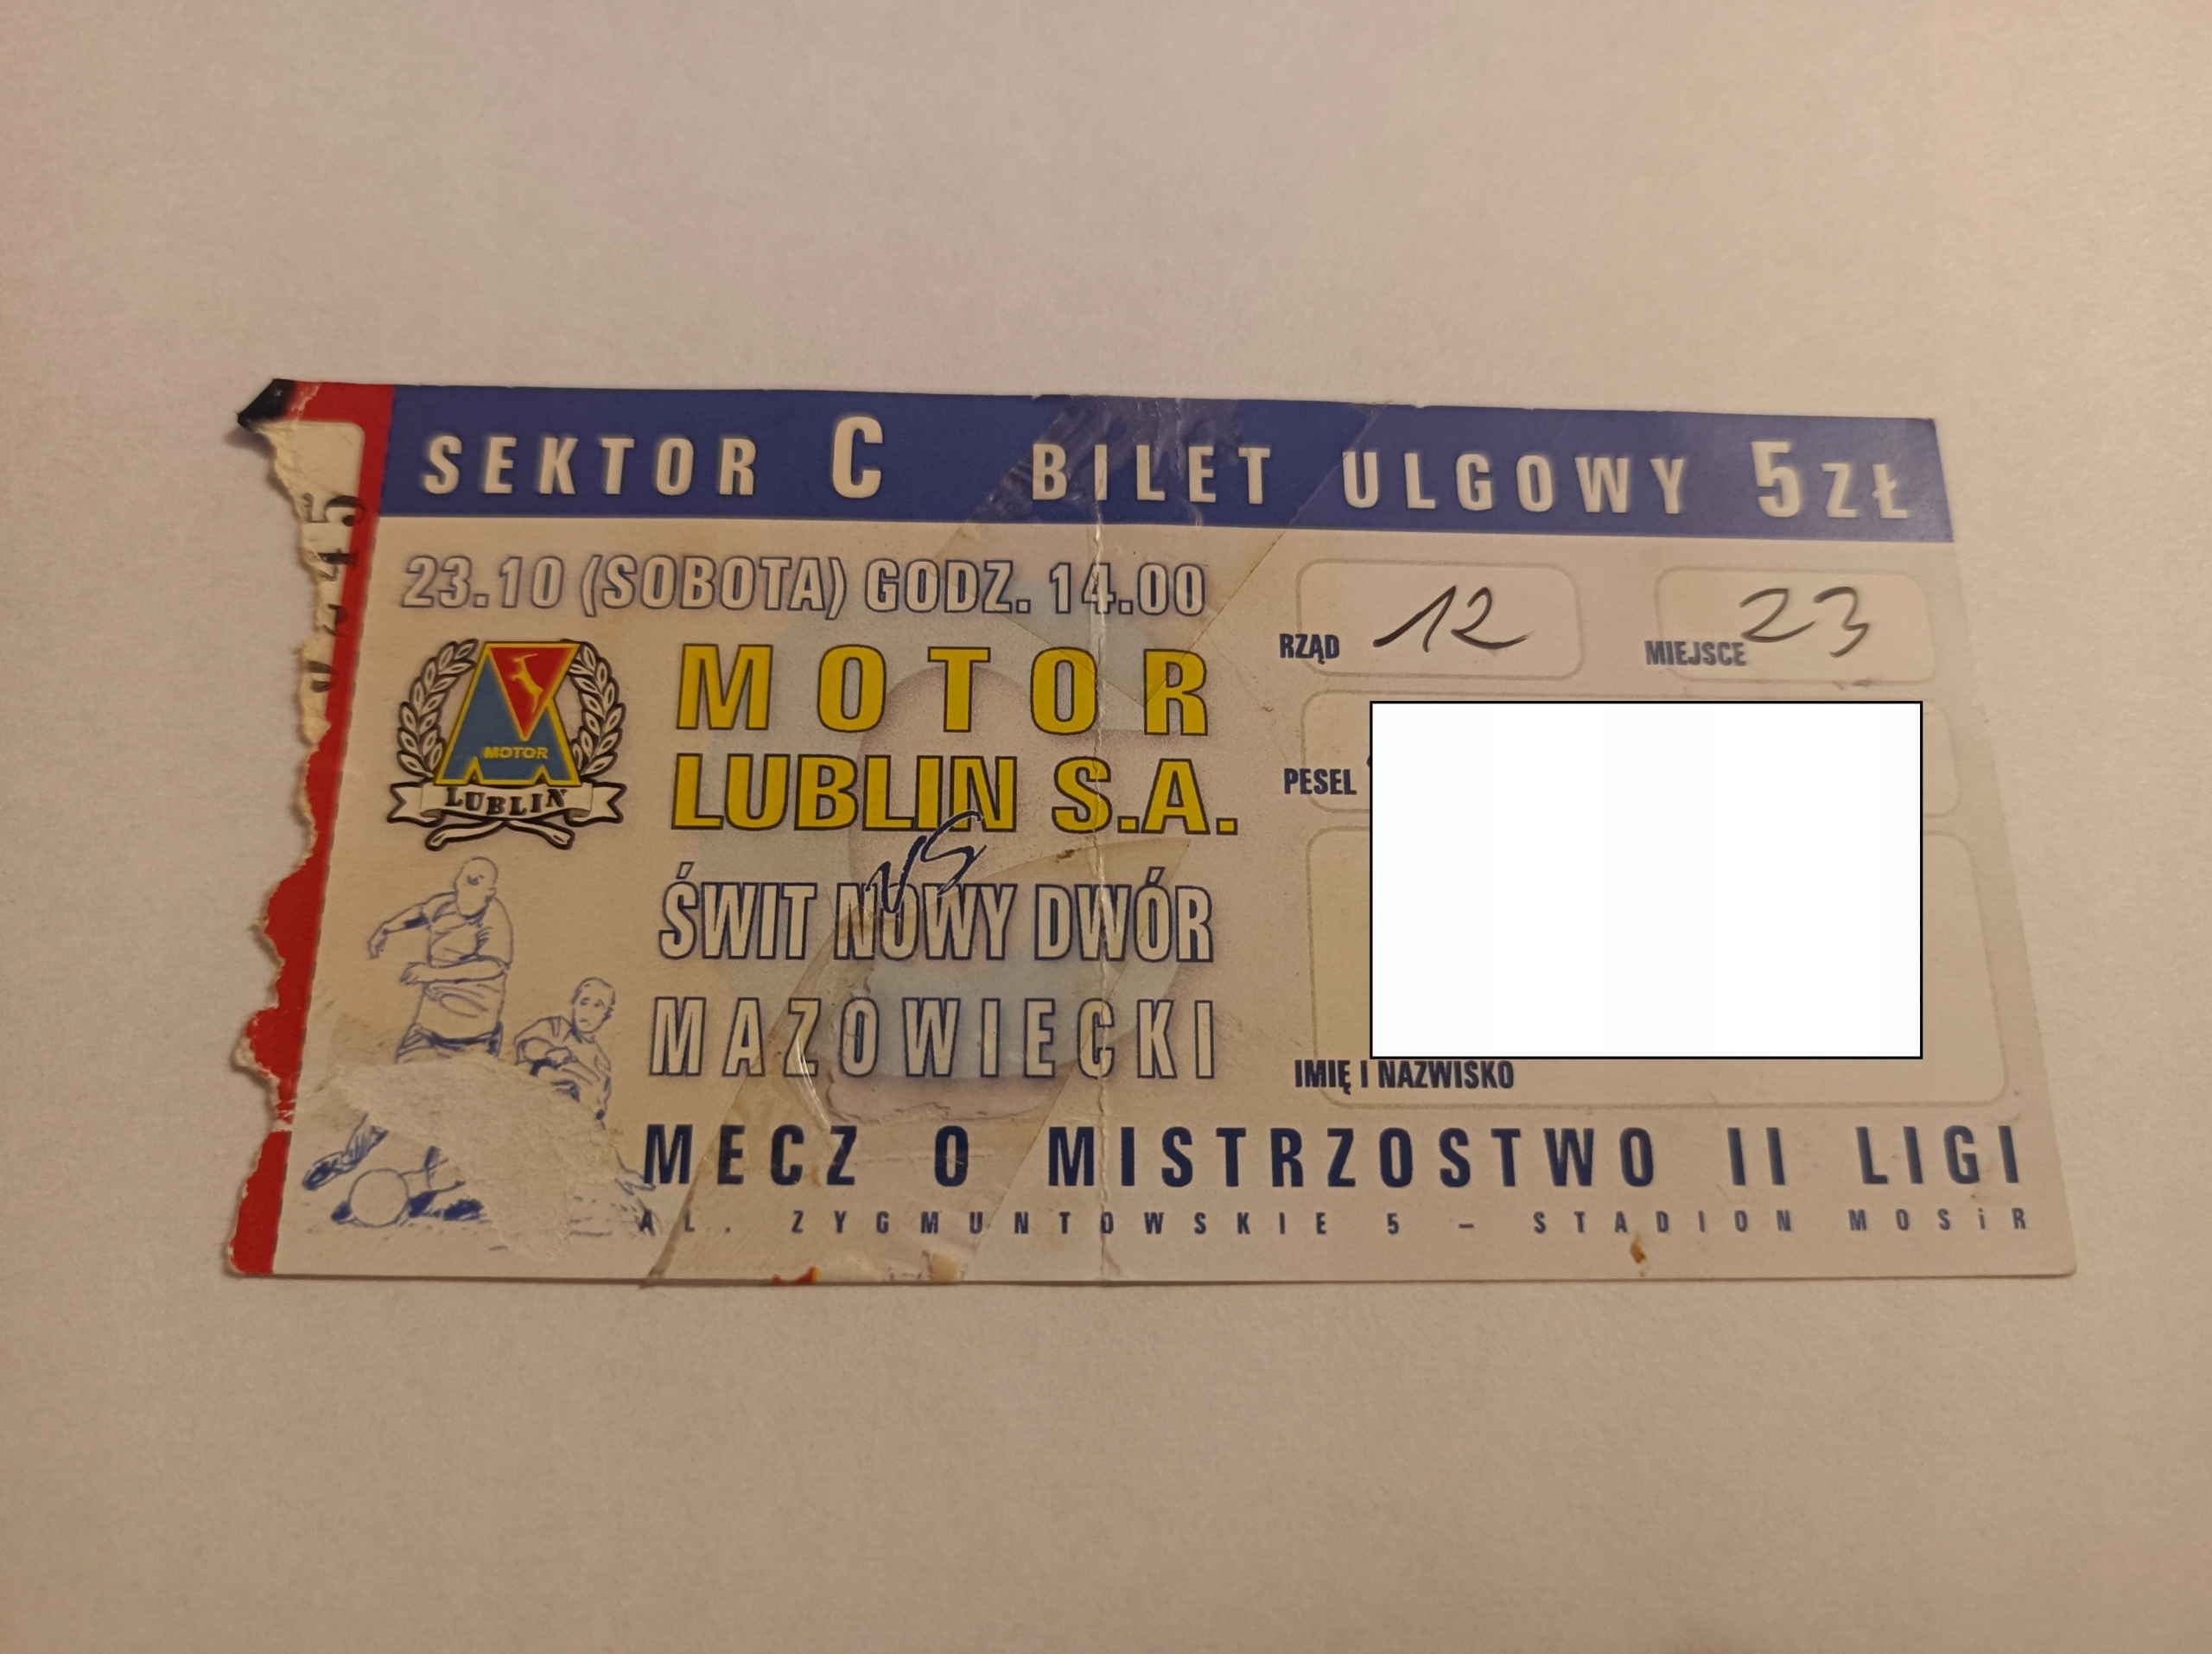 SEKTOR C BILET ULGOWY 5 ZŁ
23.10 (SOBOTA) GODZ. 14.00
RZĄD 12 MIEJSCE 23
MOTOR
LUBLIN
MOTOR
LUBLIN S.A.
vs
ŚWIT NOWY DWÓR
MAZOWIECKI
PESEL
IMIĘ I NAZWISKO
MECZ O MISTRZOSTWO II LIGI
AL. ZYGMUNTOWSKIE 5 – STADION MOSiR